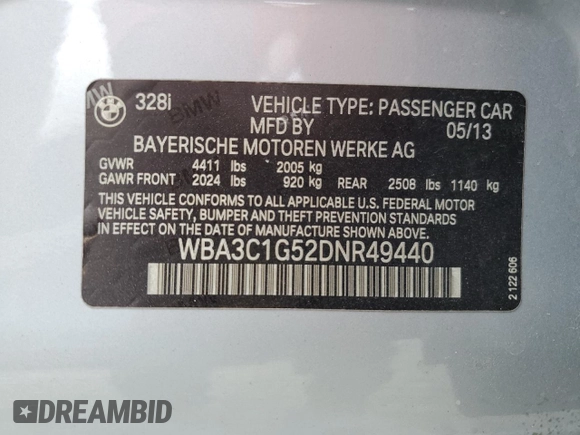 BMW
328i
VEHICLE TYPE: PASSENGER CAR
MFD BY 05/13
BAYERISCHE MOTOREN WERKE AG
GVWR 4411 lbs 2005 kg
GAWR FRONT 2024 lbs 920 kg REAR 2508 lbs 1140 kg
THIS VEHICLE CONFORMS TO ALL APPLICABLE U.S. FEDERAL MOTOR
VEHICLE SAFETY, BUMPER, AND THEFT PREVENTION STANDARDS
IN EFFECT ON THE DATE OF MANUFACTURE SHOWN ABOVE.
WBA3C1G52DNR49440
2 122 606
DREAMBID